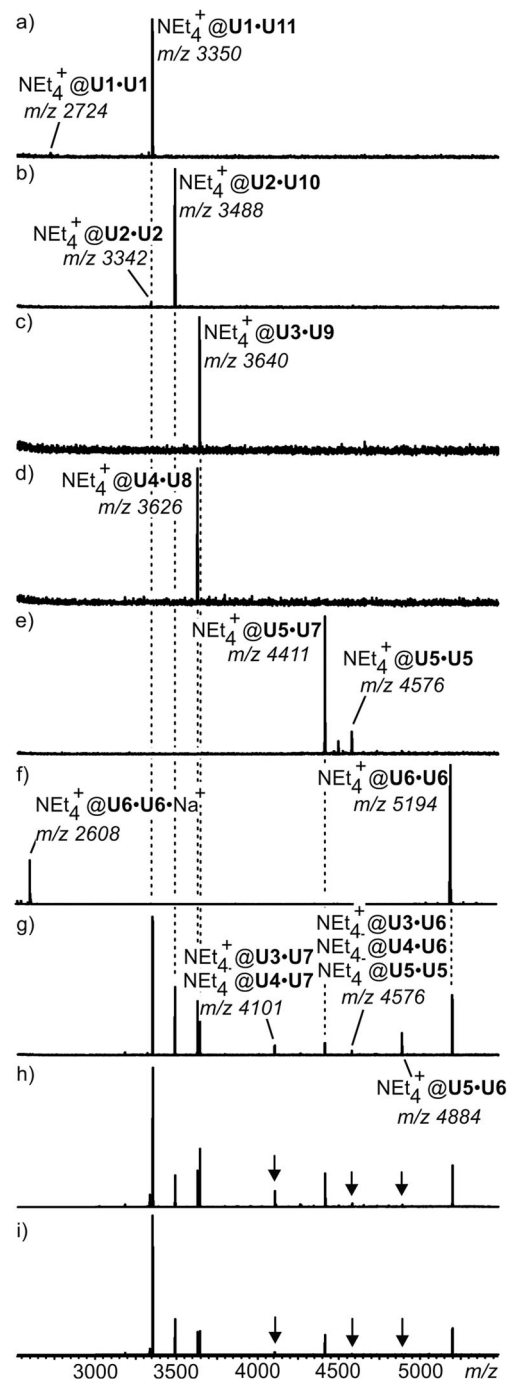 a)
NEt4+@U1•U11
m/z 3350
NEt4+@U1•U1
m/z 2724
b)
NEt4+@U2•U10
m/z 3488
NEt4+@U2•U2
m/z 3342
c)
NEt4+@U3•U9
m/z 3640
d)
NEt4+@U4•U8
m/z 3626
e)
NEt4+@U5•U7
m/z 4411
NEt4+@U5•U5
m/z 4576
f)
NEt4+@U6•U6•Na+
m/z 2608
NEt4+@U6•U6
m/z 5194
g)
NEt4+@U3•U7
NEt4+@U4•U7
m/z 4101
NEt4+@U3•U6
NEt4+@U4•U6
NEt4+@U5•U5
m/z 4576
NEt4+@U5•U6
m/z 4884
h)
i)
3000 3500 4000 4500 5000 m/z